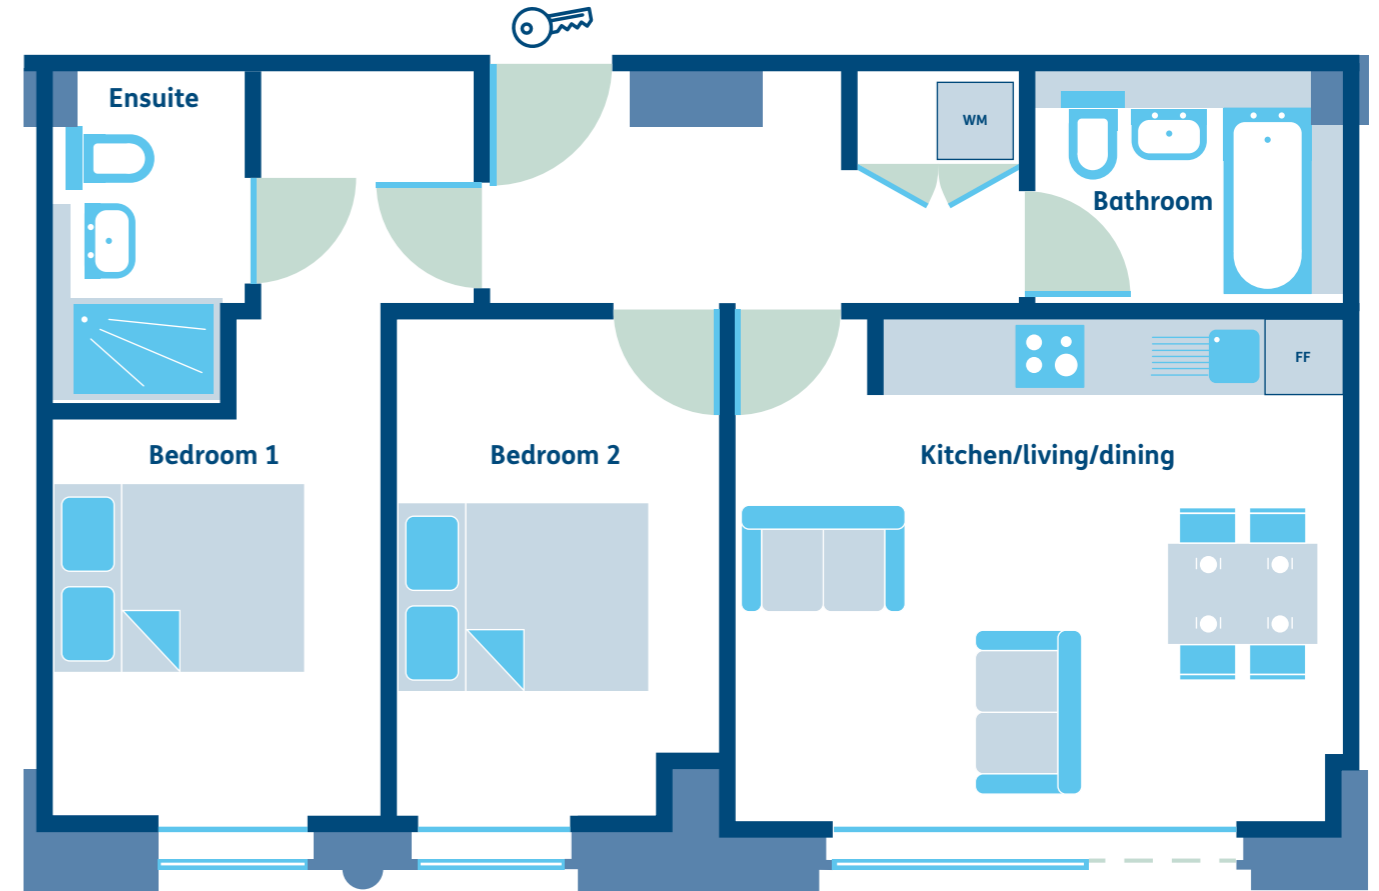 Ensuite
WM
Bathroom
FF
Bedroom 1
Bedroom 2
Kitchen/living/dining